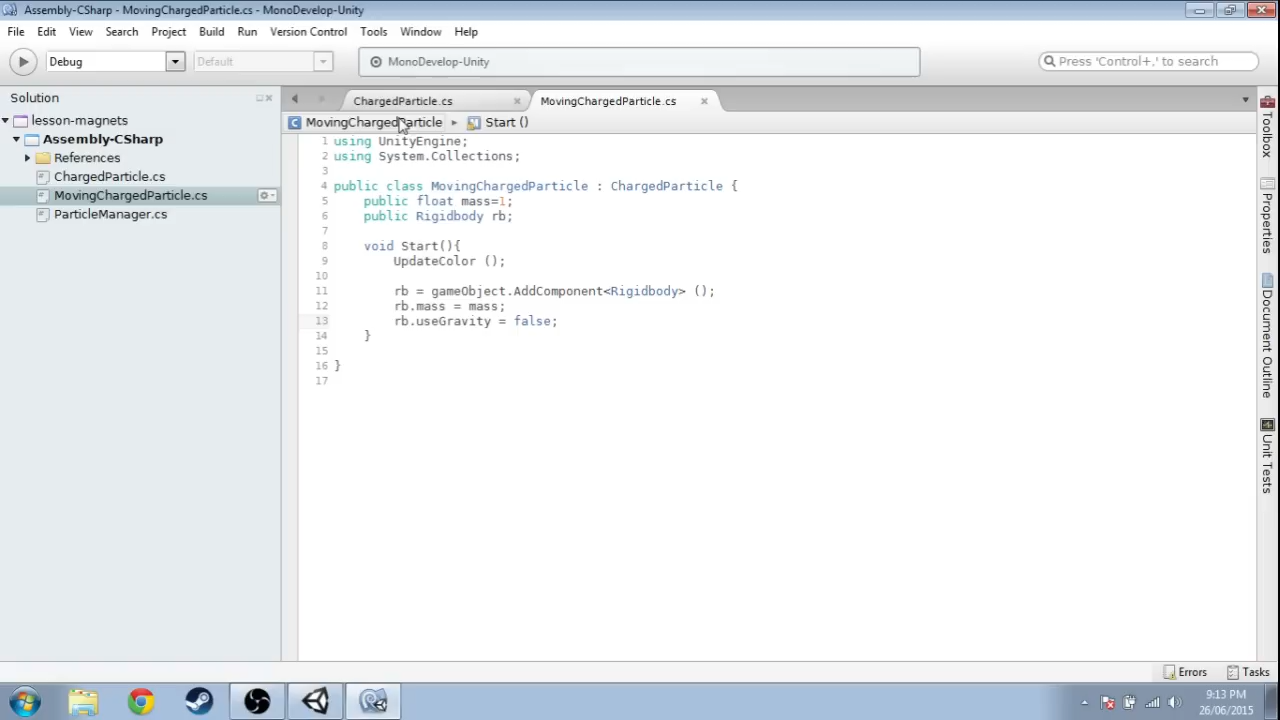 Assembly-CSharp - MovingChargedParticle.cs - MonoDevelop-Unity
File Edit View Search Project Build Run Version Control Tools Window Help
Debug Default MonoDevelop-Unity Press 'Control+,' to search
Solution
lesson-magnets
Assembly-CSharp
References
ChargedParticle.cs
MovingChargedParticle.cs
ParticleManager.cs
ChargedParticle.cs MovingChargedParticle.cs
C MovingChargedParticle Start ()
1 using UnityEngine;
2 using System.Collections;
3
4 public class MovingChargedParticle : ChargedParticle {
5 public float mass=1;
6 public Rigidbody rb;
7
8 void Start(){
9 UpdateColor ();
10
11 rb = gameObject.AddComponent<Rigidbody> ();
12 rb.mass = mass;
13 rb.useGravity = false;
14 }
15
16 }
17
Toolbox
Properties
Document Outline
Unit Tests
Errors Tasks
9:13 PM
26/06/2015